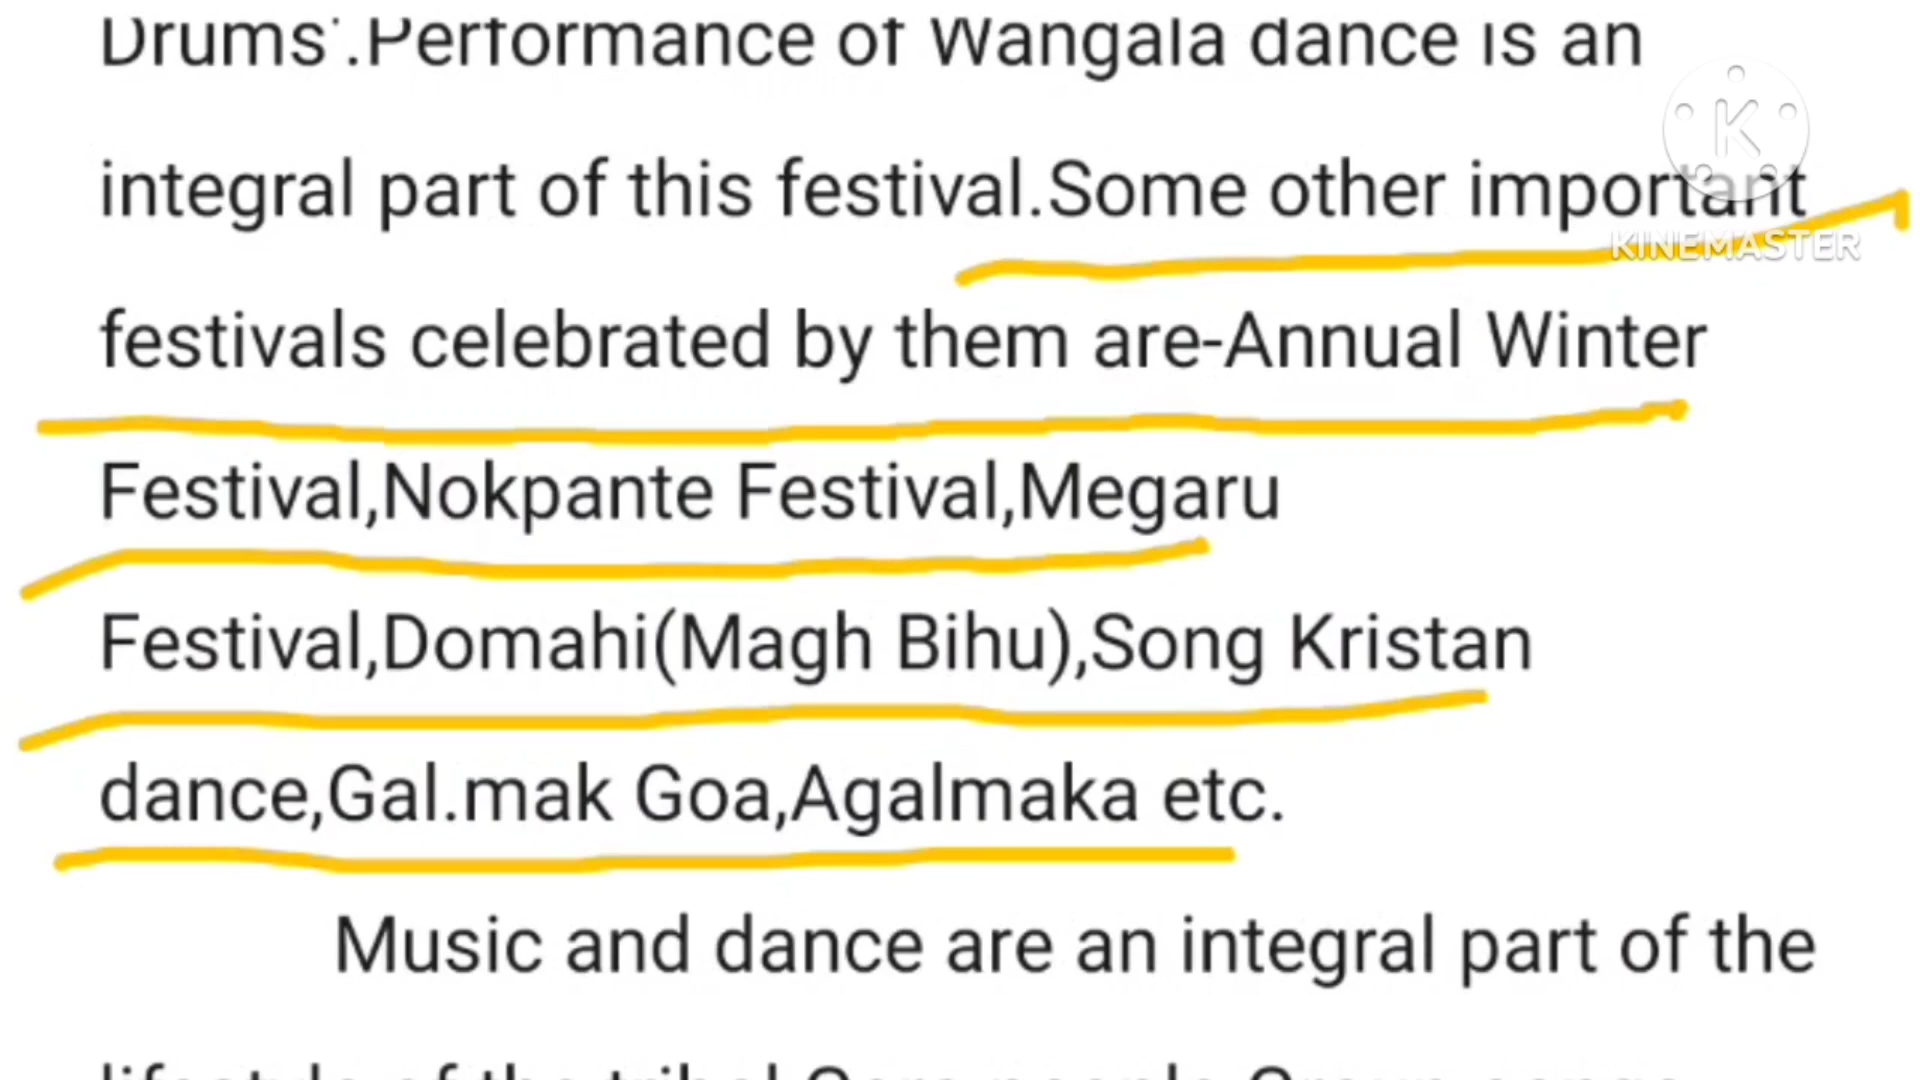 Drums'.Performance of Wangala dance is an
integral part of this festival.Some other important
KINEMASTER
festivals celebrated by them are-Annual Winter
Festival,Nokpante Festival,Megaru
Festival,Domahi(Magh Bihu),Song Kristan
dance,Gal.mak Goa,Agalmaka etc.
Music and dance are an integral part of the